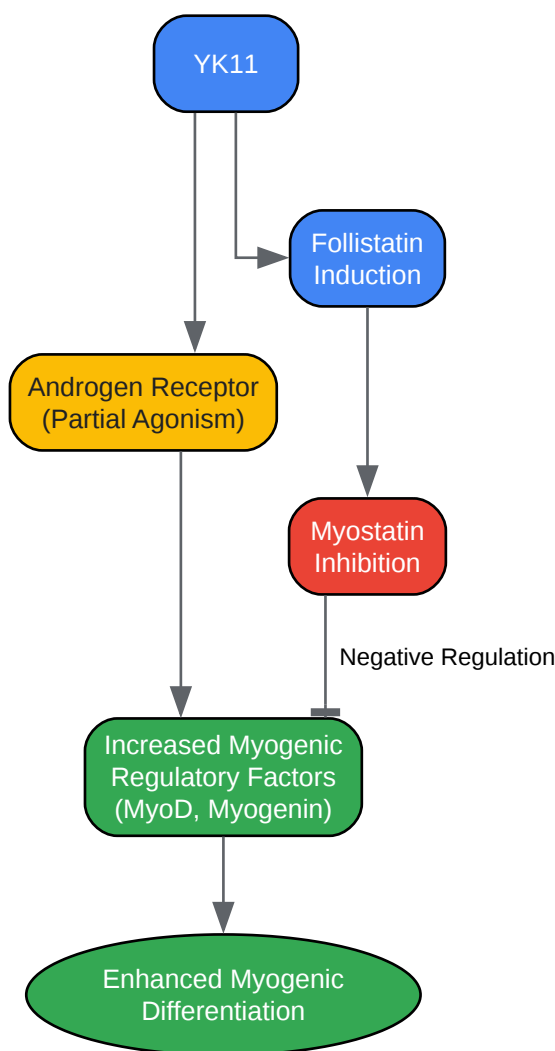 YK11
Follistatin
Induction
Androgen Receptor
(Partial Agonism)
Myostatin
Inhibition
Negative Regulation
Increased Myogenic
Regulatory Factors
(MyoD, Myogenin)
Enhanced Myogenic
Differentiation